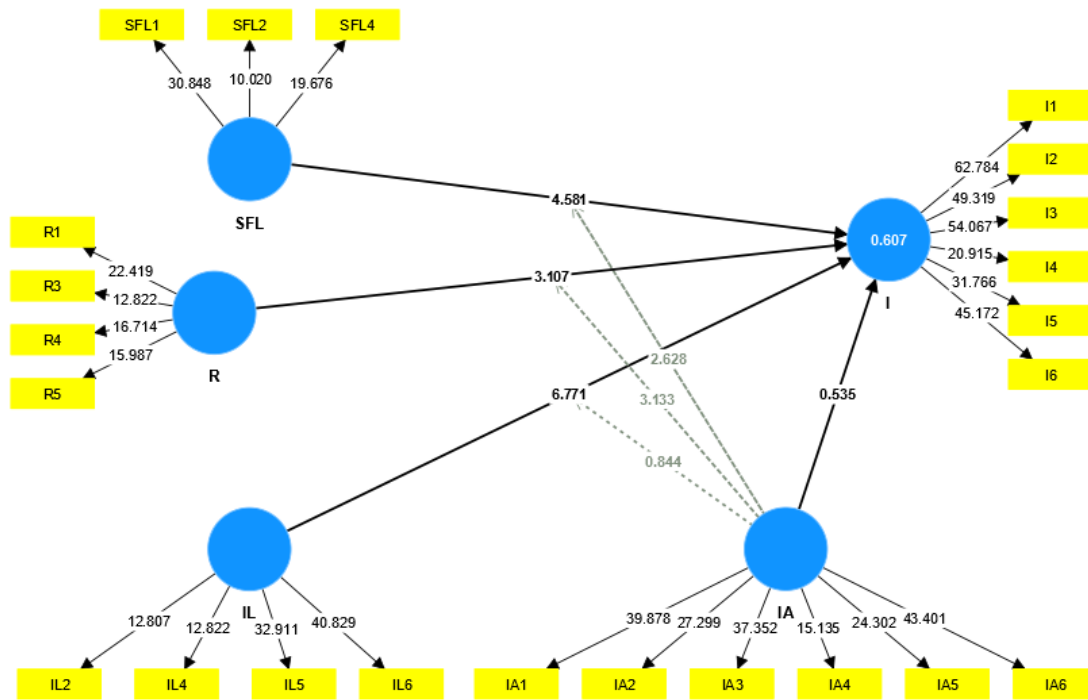 SFL1
SFL2
SFL4
30.848
10.020
19.676
SFL
I1
I2
I3
I4
I5
I6
62.784
49.319
54.067
20.915
31.766
45.172
0.607
I
4.581
R1
R3
R4
R5
22.419
12.822
16.714
15.987
R
3.107
2.628
3.133
0.844
6.771
0.535
IL
12.807
12.822
32.911
40.829
IL2
IL4
IL5
IL6
IA
39.878
27.299
37.352
15.135
24.302
43.401
IA1
IA2
IA3
IA4
IA5
IA6